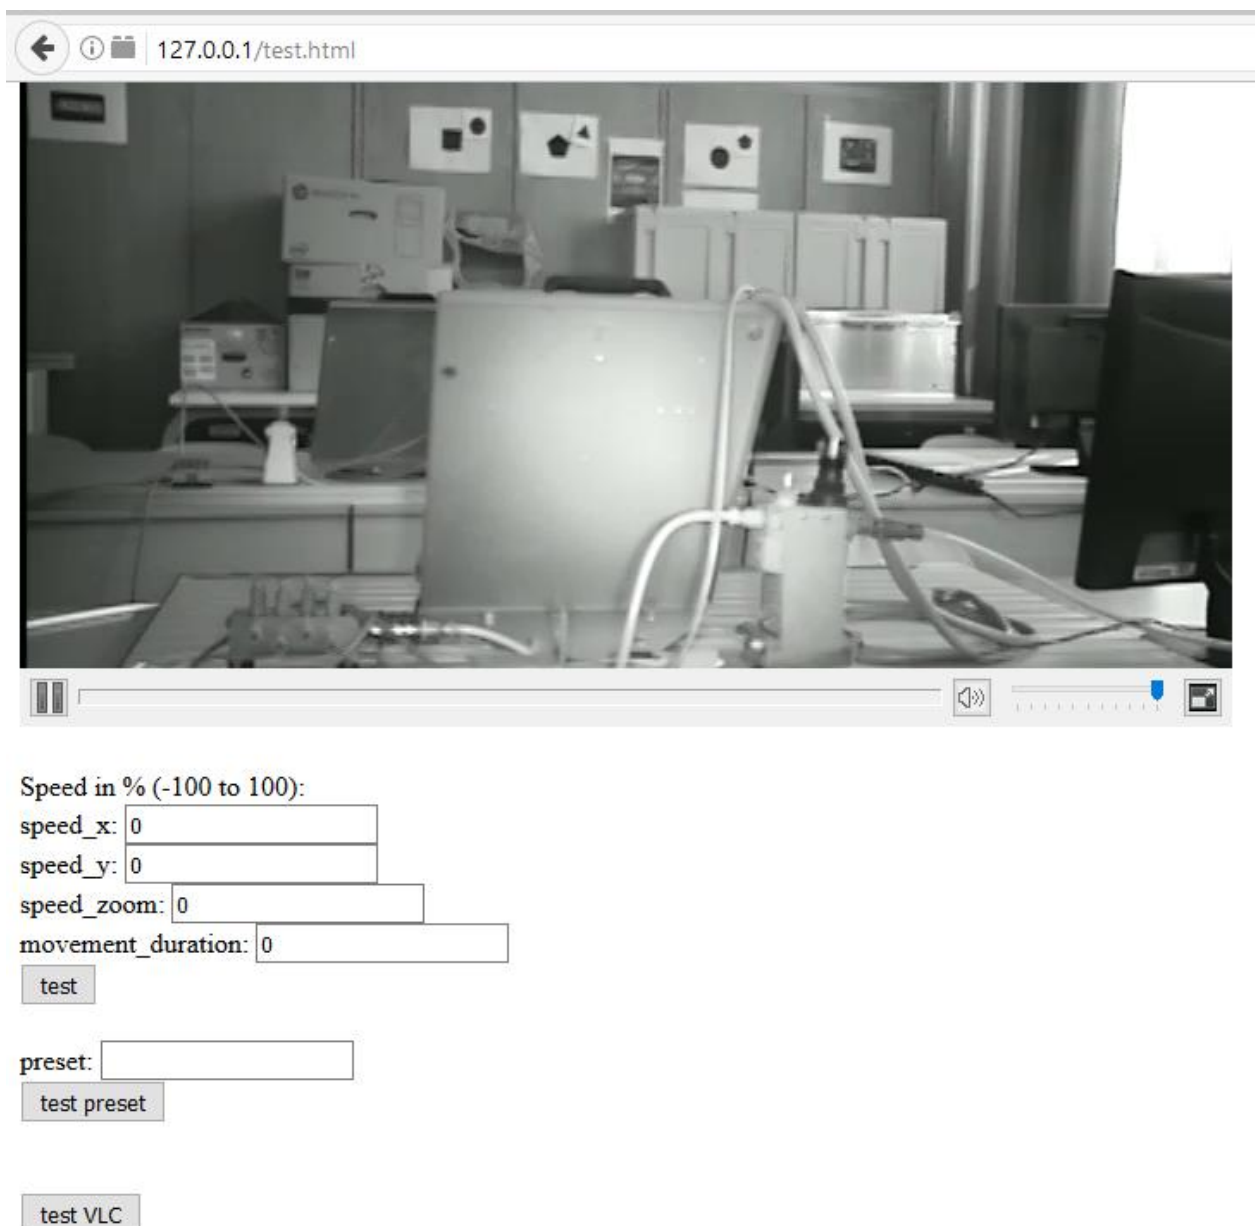 127.0.0.1/test.html
Speed in % (-100 to 100):
speed_x: 0
speed_y: 0
speed_zoom: 0
movement_duration: 0
test
preset:
test preset
test VLC